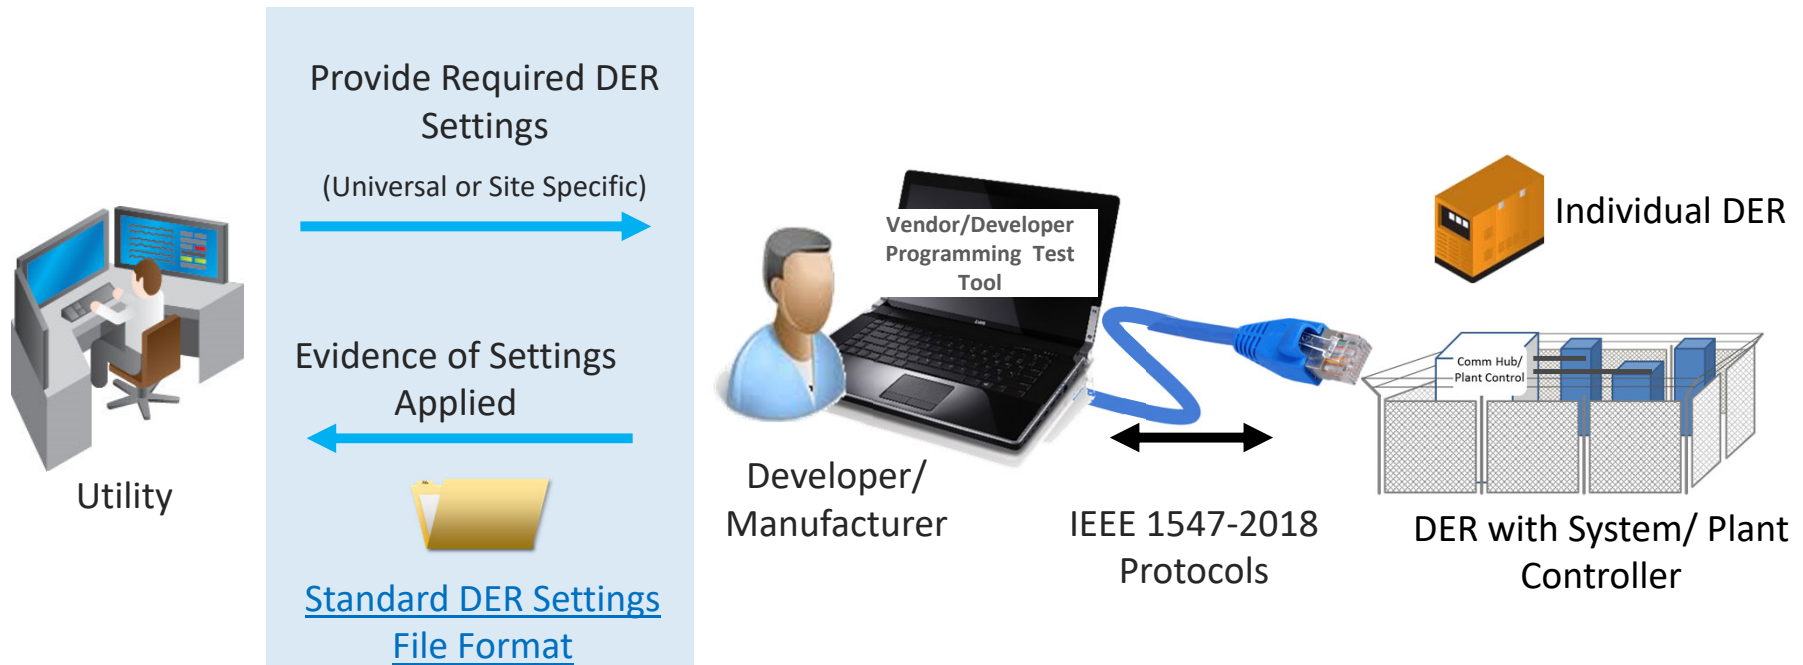 Provide Required DER
Settings
(Universal or Site Specific)
Evidence of Settings
Applied
Standard DER Settings
File Format
Utility
Vendor/Developer
Programming Test
Tool
Developer/
Manufacturer
IEEE 1547-2018
Protocols
Individual DER
Comm Hub/
Plant Control
DER with System/ Plant
Controller